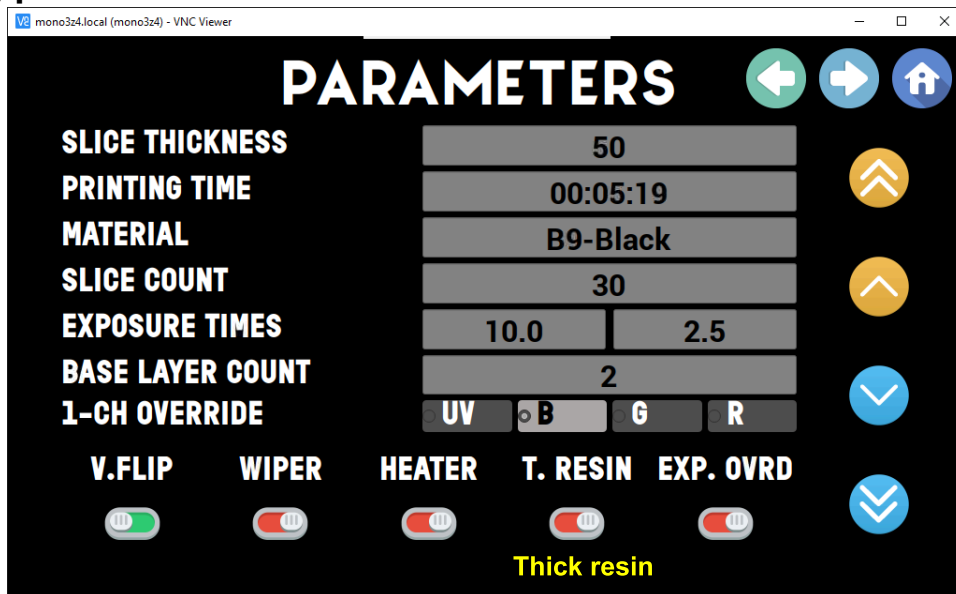 mono3z4.local (mono3z4) - VNC Viewer
PARAMETERS
SLICE THICKNESS 50
PRINTING TIME 00:05:19
MATERIAL B9-Black
SLICE COUNT 30
EXPOSURE TIMES 10.0 2.5
BASE LAYER COUNT 2
1-CH OVERRIDE UV B G R
V.FLIP WIPER HEATER T. RESIN EXP. OVRD
Thick resin